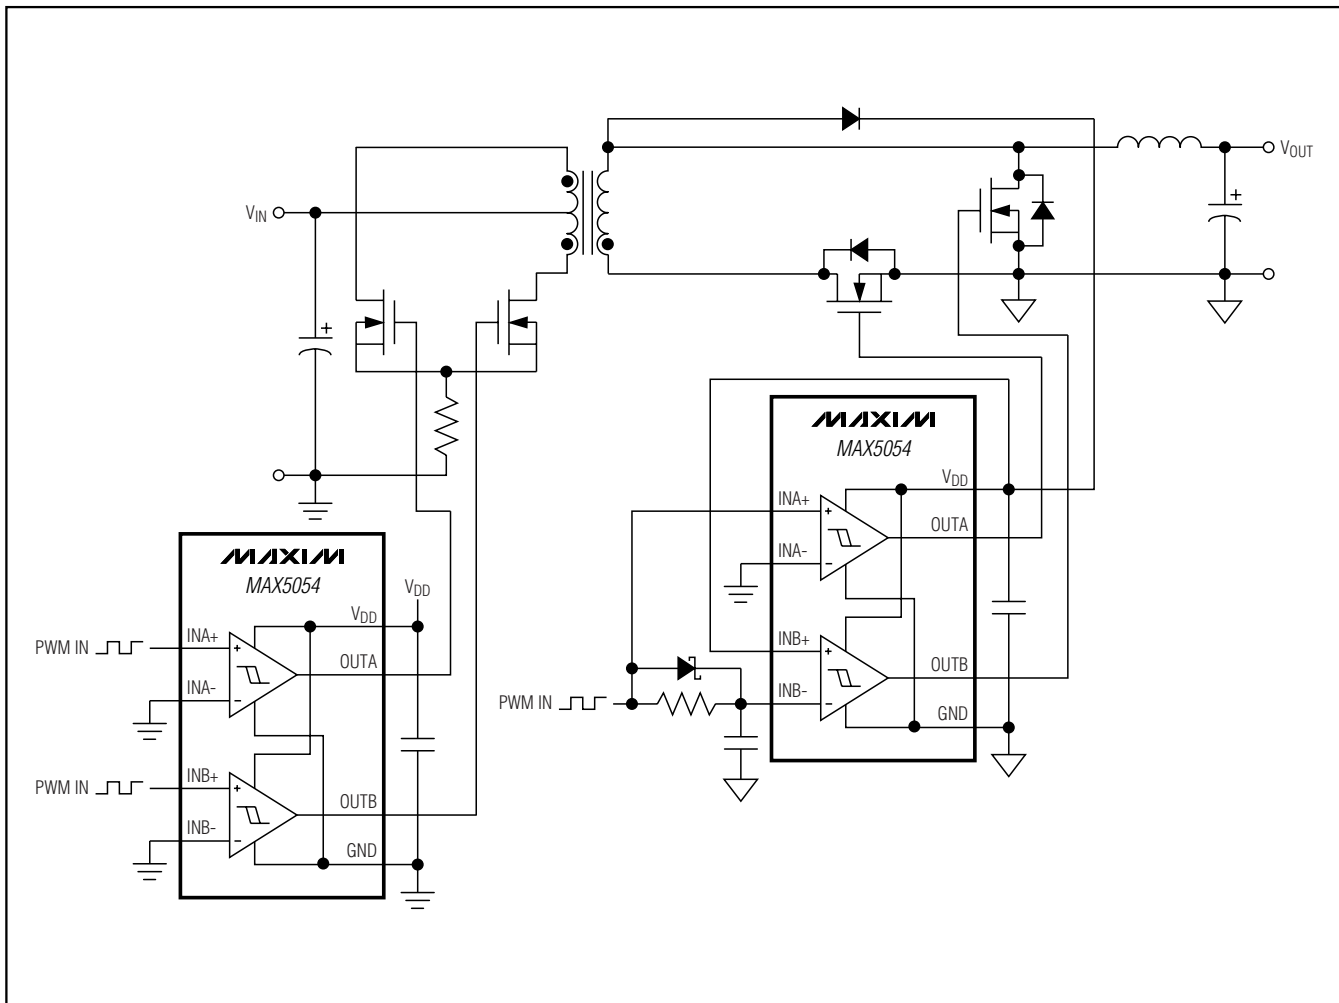 VOUT
VIN
+
+
MAXIM
MAX5054
VDD
INA+
+
OUTA
INA-
-
INB+
+
OUTB
PWM IN
INB-
-
GND
MAXIM
MAX5054
VDD
VDD
PWM IN
INA+
+
OUTA
INA-
-
PWM IN
INB+
+
OUTB
INB-
-
GND